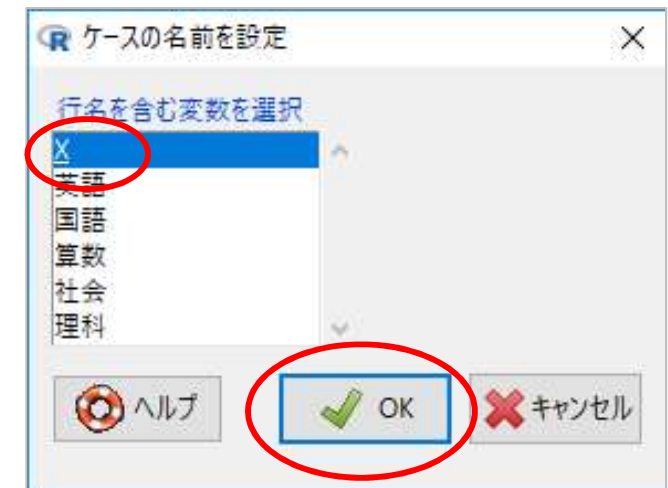 ケースの名前を設定
行名を含む変数を選択
X
英語
国語
算数
社会
理科
ヘルプ
OK
キャンセル